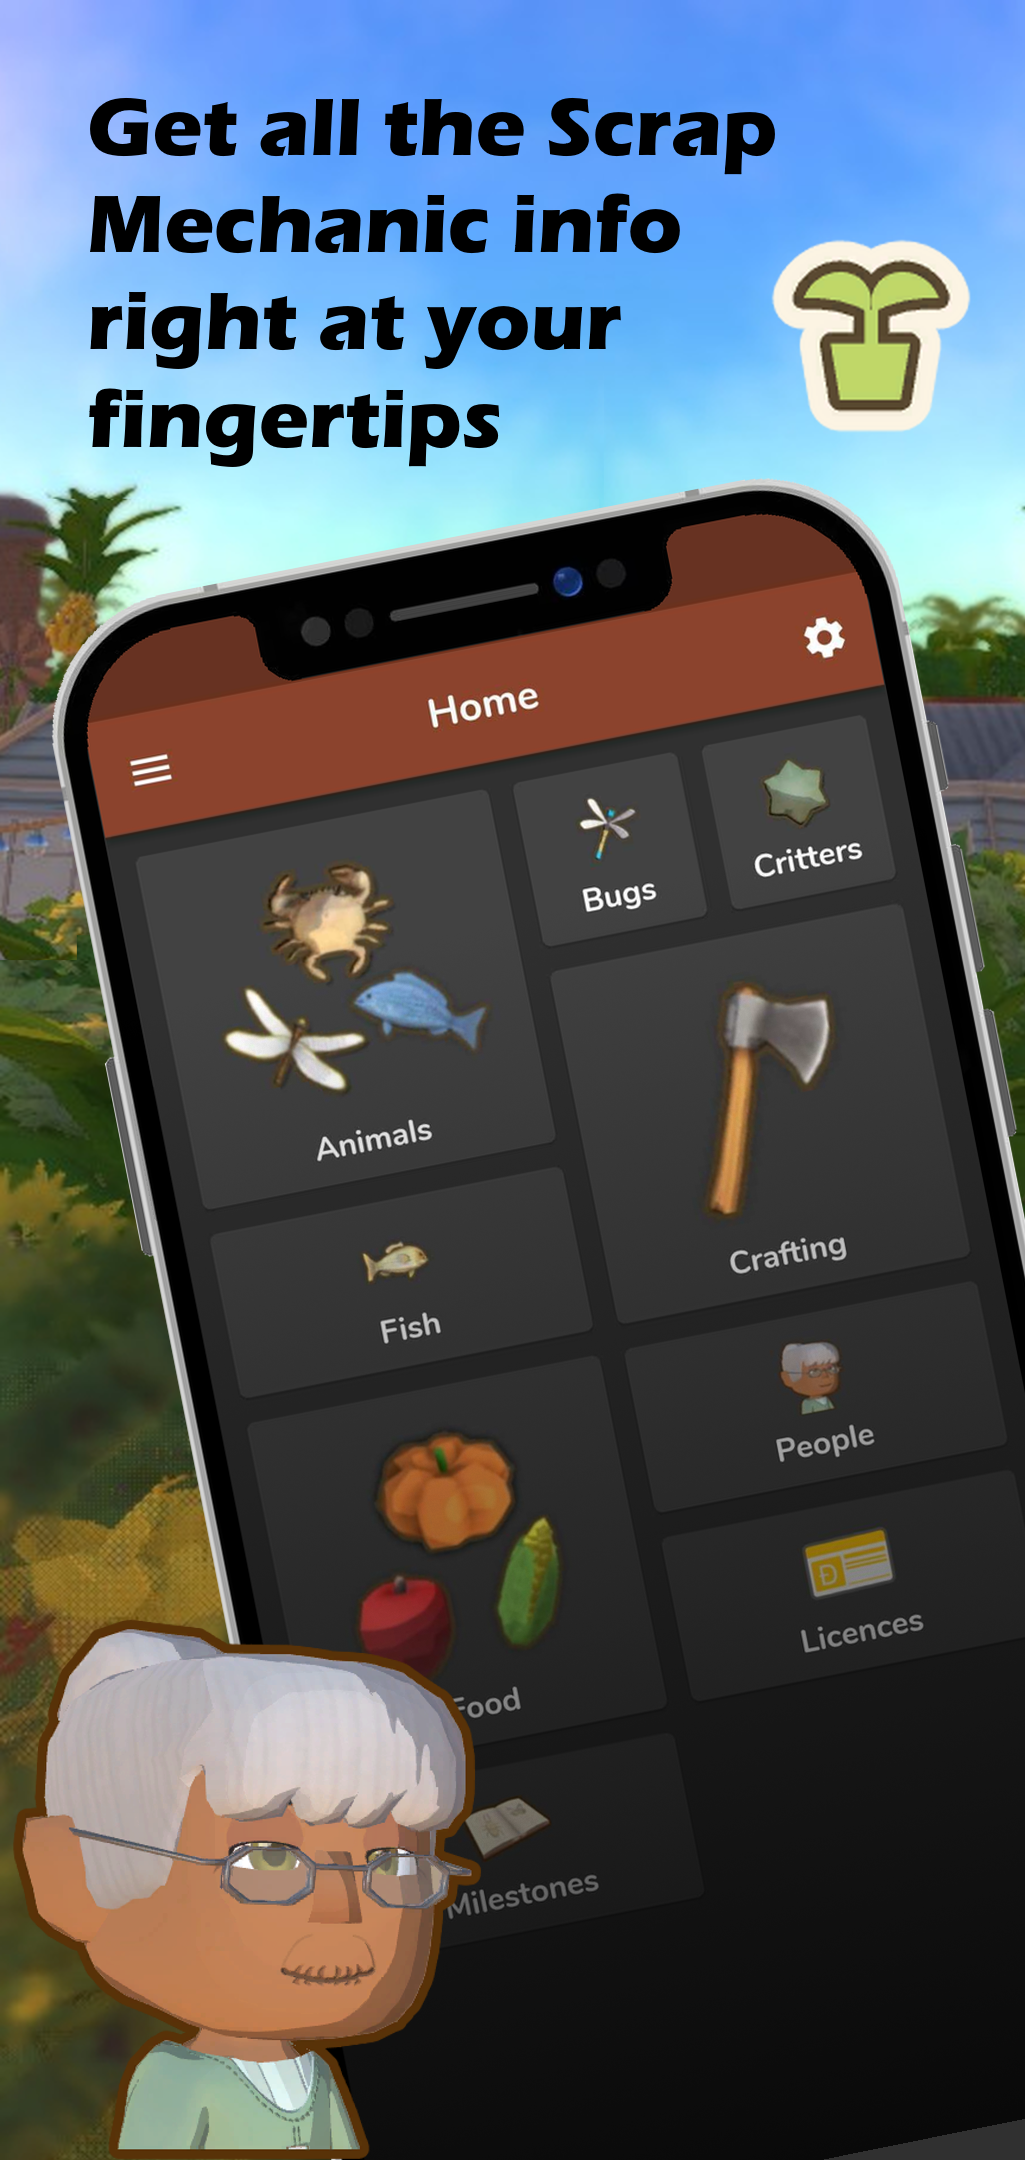 Get all the Scrap
Mechanic info
right at your
fingertips
Home
Animals
Bugs
Critters
Crafting
Fish
People
Food
Licences
Milestones